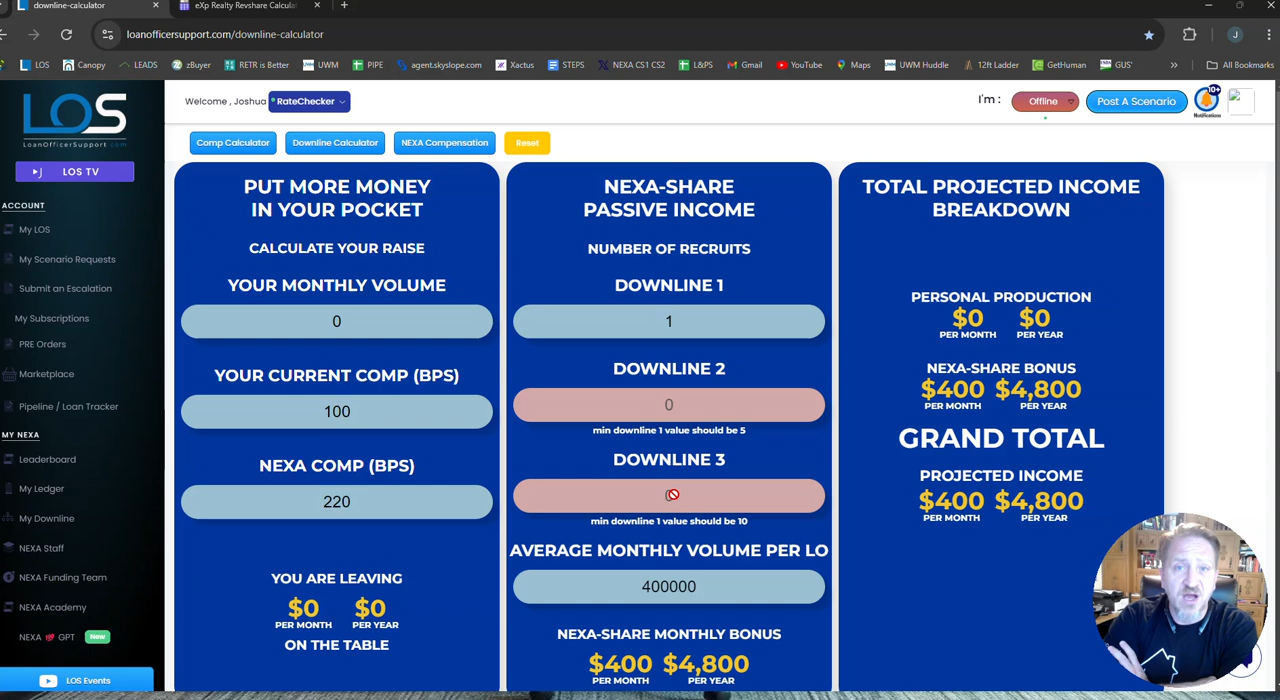 downline-calculator
eXp Realty Revshare Calcula
loanofficersupport.com/downline-calculator
J
LOS
Canopy
LEADS
zBuyer
RETR is Better
UWM
PIPE
agent.skyslope.com
Xactus
STEPS
NEXA CS1 CS2
L&PS
Gmail
YouTube
Maps
UWM Huddle
12ft Ladder
GetHuman
GUS'
»
All Bookmarks
LOS
LoanOfficerSupport.com
LOS TV
ACCOUNT
My LOS
My Scenario Requests
Submit an Escalation
My Subscriptions
PRE Orders
Marketplace
Pipeline / Loan Tracker
MY NEXA
Leaderboard
My Ledger
My Downline
NEXA Staff
NEXA Funding Team
NEXA Academy
NEXA GPT New
LOS Events
Welcome , Joshua
RateChecker
I'm :
Offline
Post A Scenario
10+
Notifications
Comp Calculator
Downline Calculator
NEXA Compensation
Reset
PUT MORE MONEY
IN YOUR POCKET
CALCULATE YOUR RAISE
YOUR MONTHLY VOLUME
0
YOUR CURRENT COMP (BPS)
100
NEXA COMP (BPS)
220
YOU ARE LEAVING
$0 $0
PER MONTH PER YEAR
ON THE TABLE
NEXA-SHARE
PASSIVE INCOME
NUMBER OF RECRUITS
DOWNLINE 1
1
DOWNLINE 2
0
min downline 1 value should be 5
DOWNLINE 3
0
min downline 1 value should be 10
AVERAGE MONTHLY VOLUME PER LO
400000
NEXA-SHARE MONTHLY BONUS
$400 $4,800
PER MONTH PER YEAR
TOTAL PROJECTED INCOME
BREAKDOWN
PERSONAL PRODUCTION
$0 $0
PER MONTH PER YEAR
NEXA-SHARE BONUS
$400 $4,800
PER MONTH PER YEAR
GRAND TOTAL
PROJECTED INCOME
$400 $4,800
PER MONTH PER YEAR